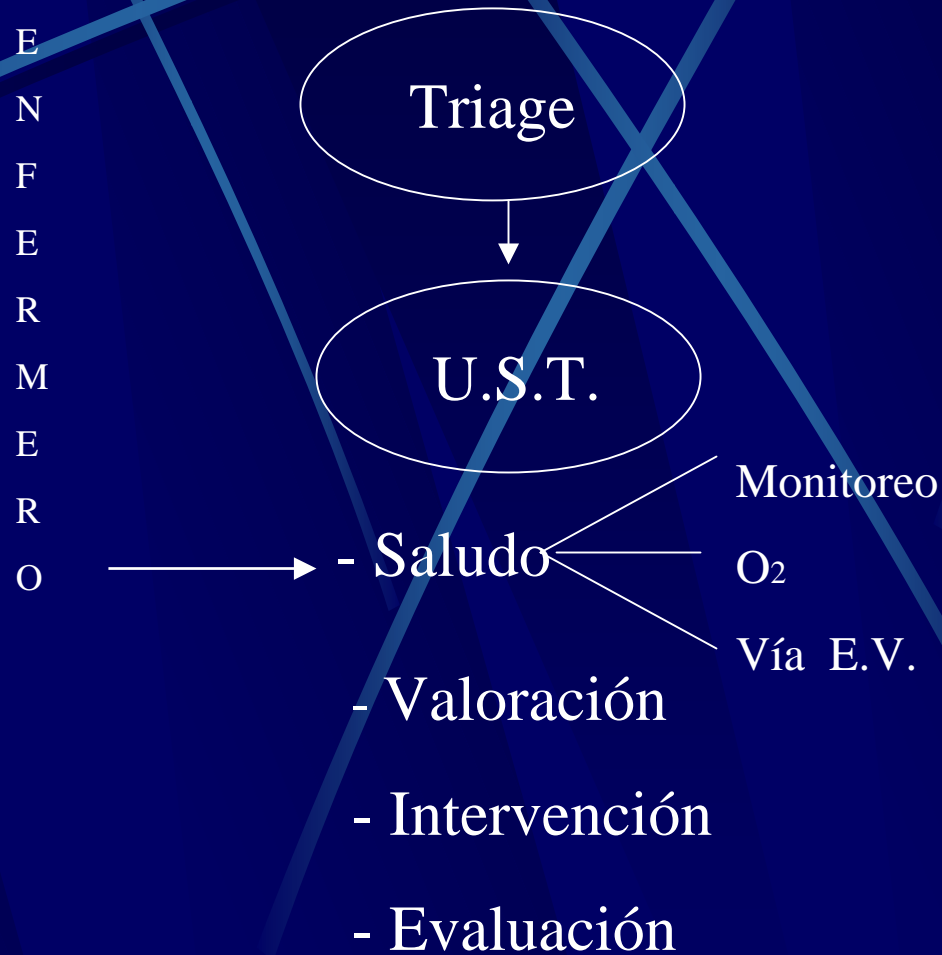 E
N
F
E
R
M
E
R
O
Triage
U.S.T.
- Saludo
Monitoreo
O2
Vía E.V.
- Valoración
- Intervención
- Evaluación